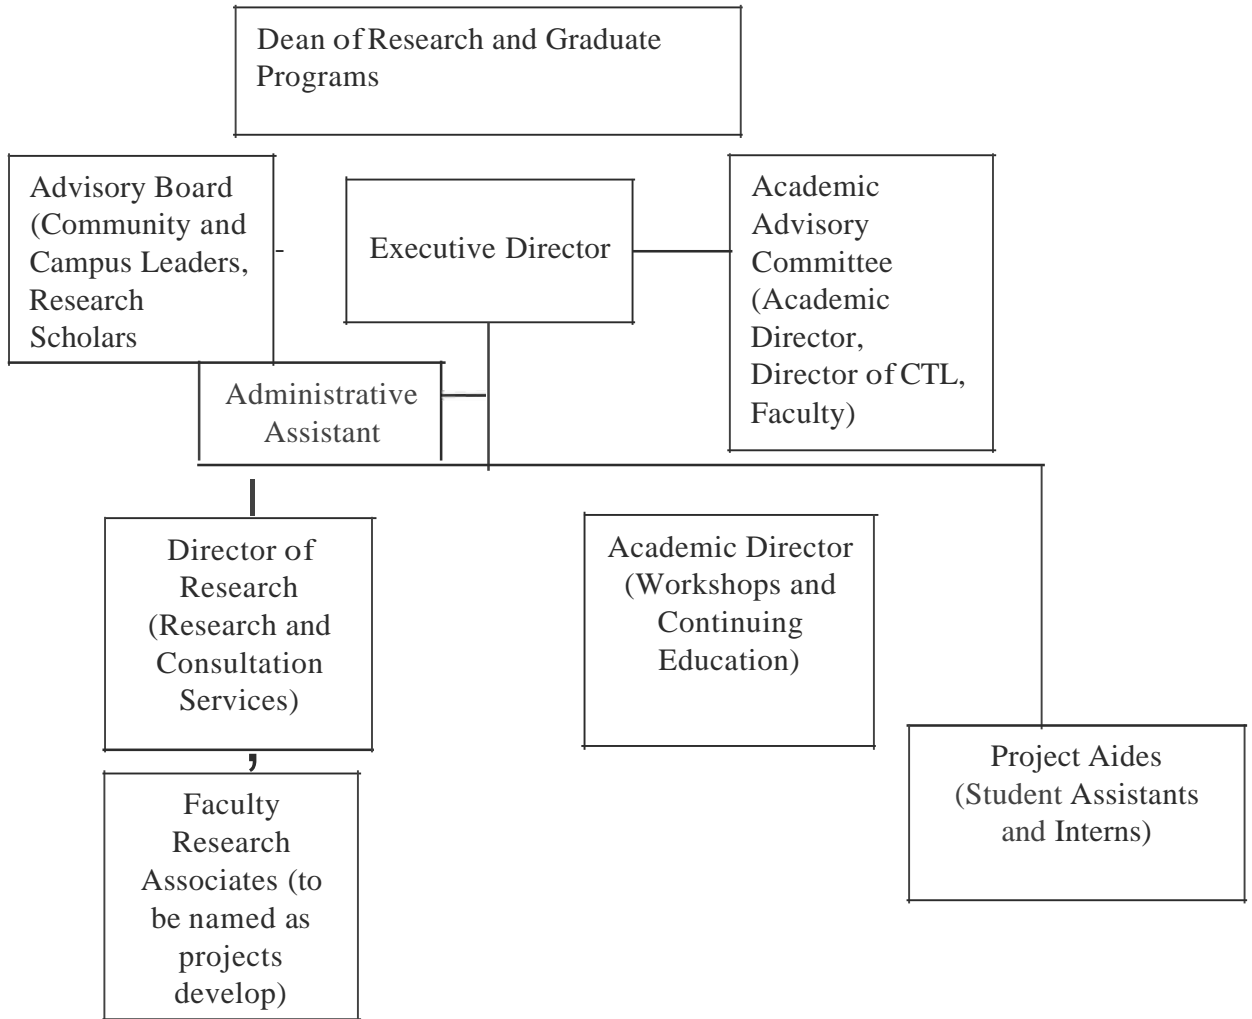 Dean of Research and Graduate
Programs
Advisory Board
(Community and
Campus Leaders,
Research
Scholars
Executive Director
Academic
Advisory
Committee
(Academic
Director,
Director of CTL,
Faculty)
Administrative
Assistant
Director of
Research
(Research and
Consultation
Services)
Academic Director
(Workshops and
Continuing
Education)
Project Aides
(Student Assistants
and Interns)
Faculty
Research
Associates (to
be named as
projects
develop)